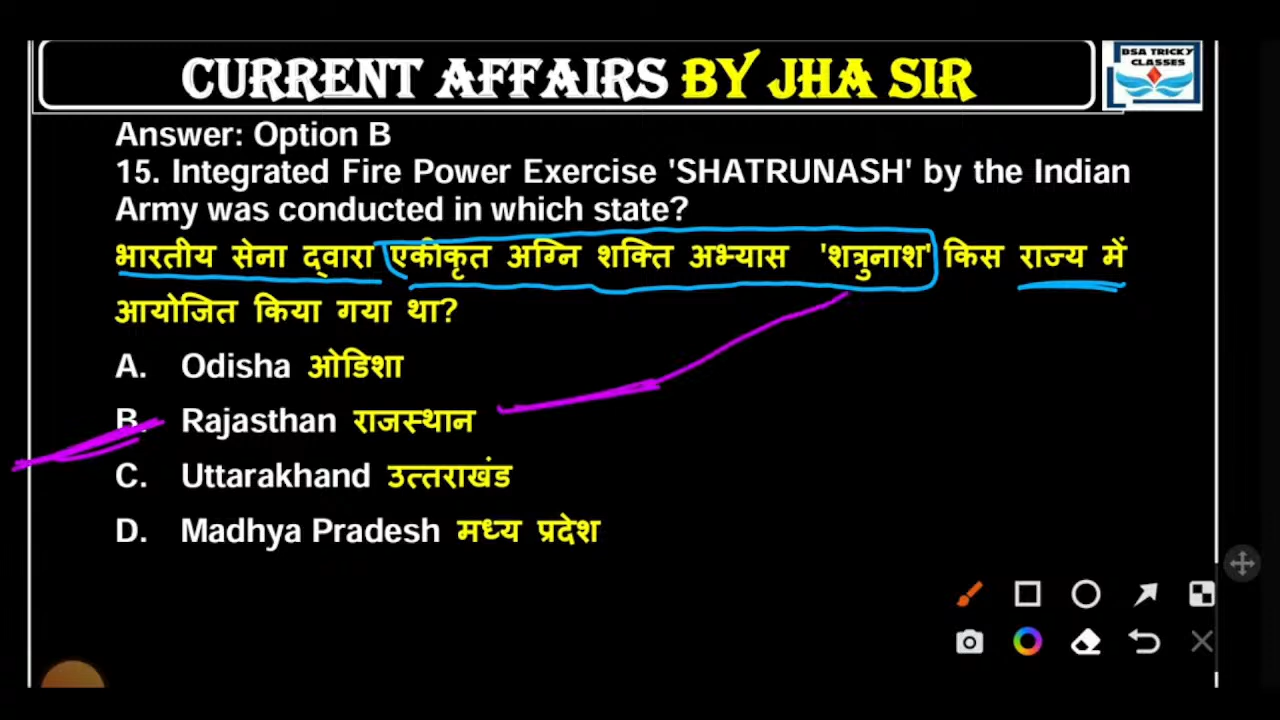 CURRENT AFFAIRS BY JHA SIR
BSA TRICKY
CLASSES
Answer: Option B
15. Integrated Fire Power Exercise 'SHATRUNASH' by the Indian
Army was conducted in which state?
भारतीय सेना द्वारा एकीकृत अग्नि शक्ति अभ्यास 'शत्रुनाश' किस राज्य में
आयोजित किया गया था?
A. Odisha ओडिशा
B. Rajasthan राजस्थान
C. Uttarakhand उत्तराखंड
D. Madhya Pradesh मध्य प्रदेश